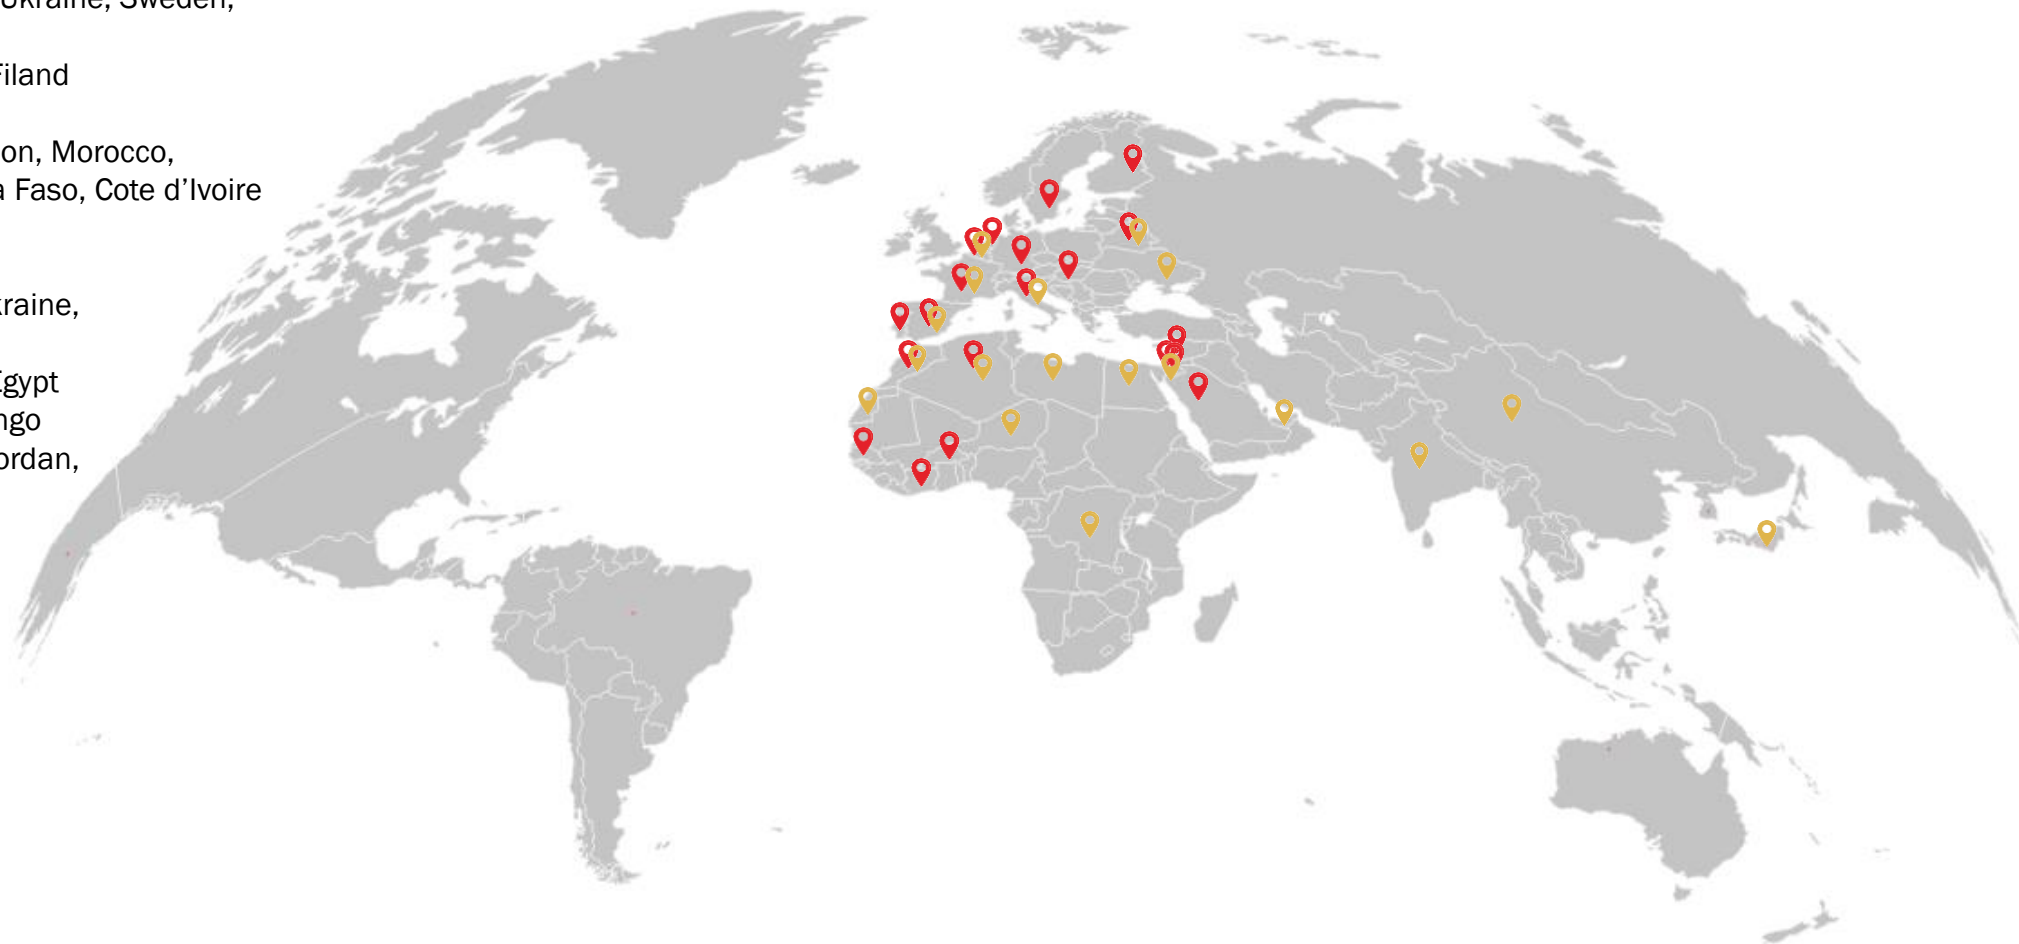 Ukraine, Sweden,
Filand
on, Morocco,
Faso, Cote d'Ivoire
raine,
Egypt
ngo
ordan,